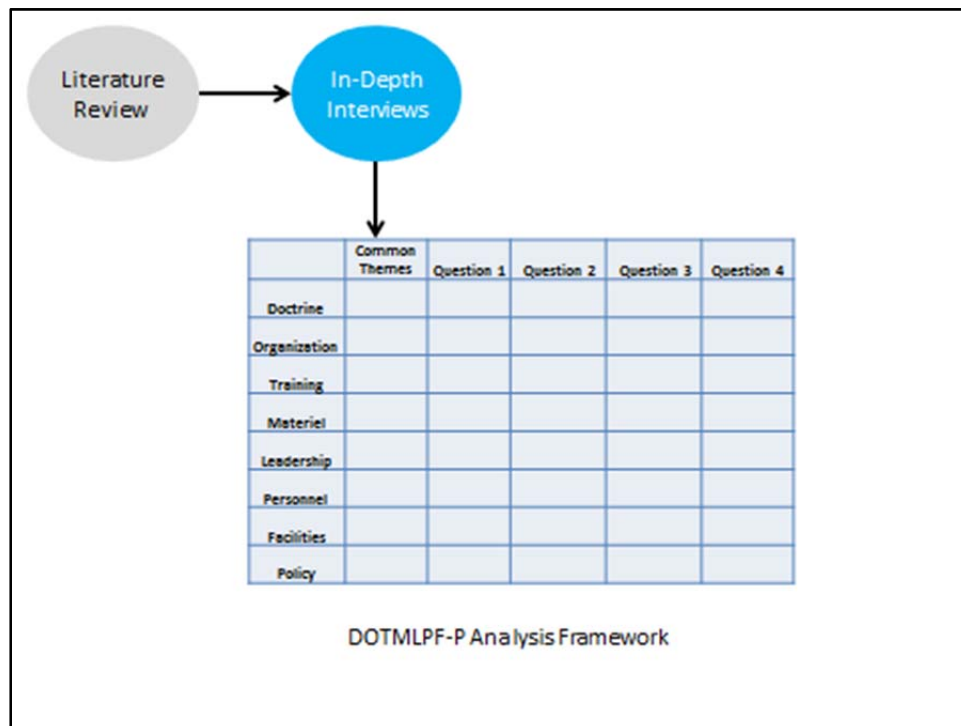 Literature
Review
In-Depth
Interviews
Common
Themes
Question 1
Question 2
Question 3
Question 4
Doctrine
Organization
Training
Materiel
Leadership
Personnel
Facilities
Policy
DOTMLPF-P Analysis Framework